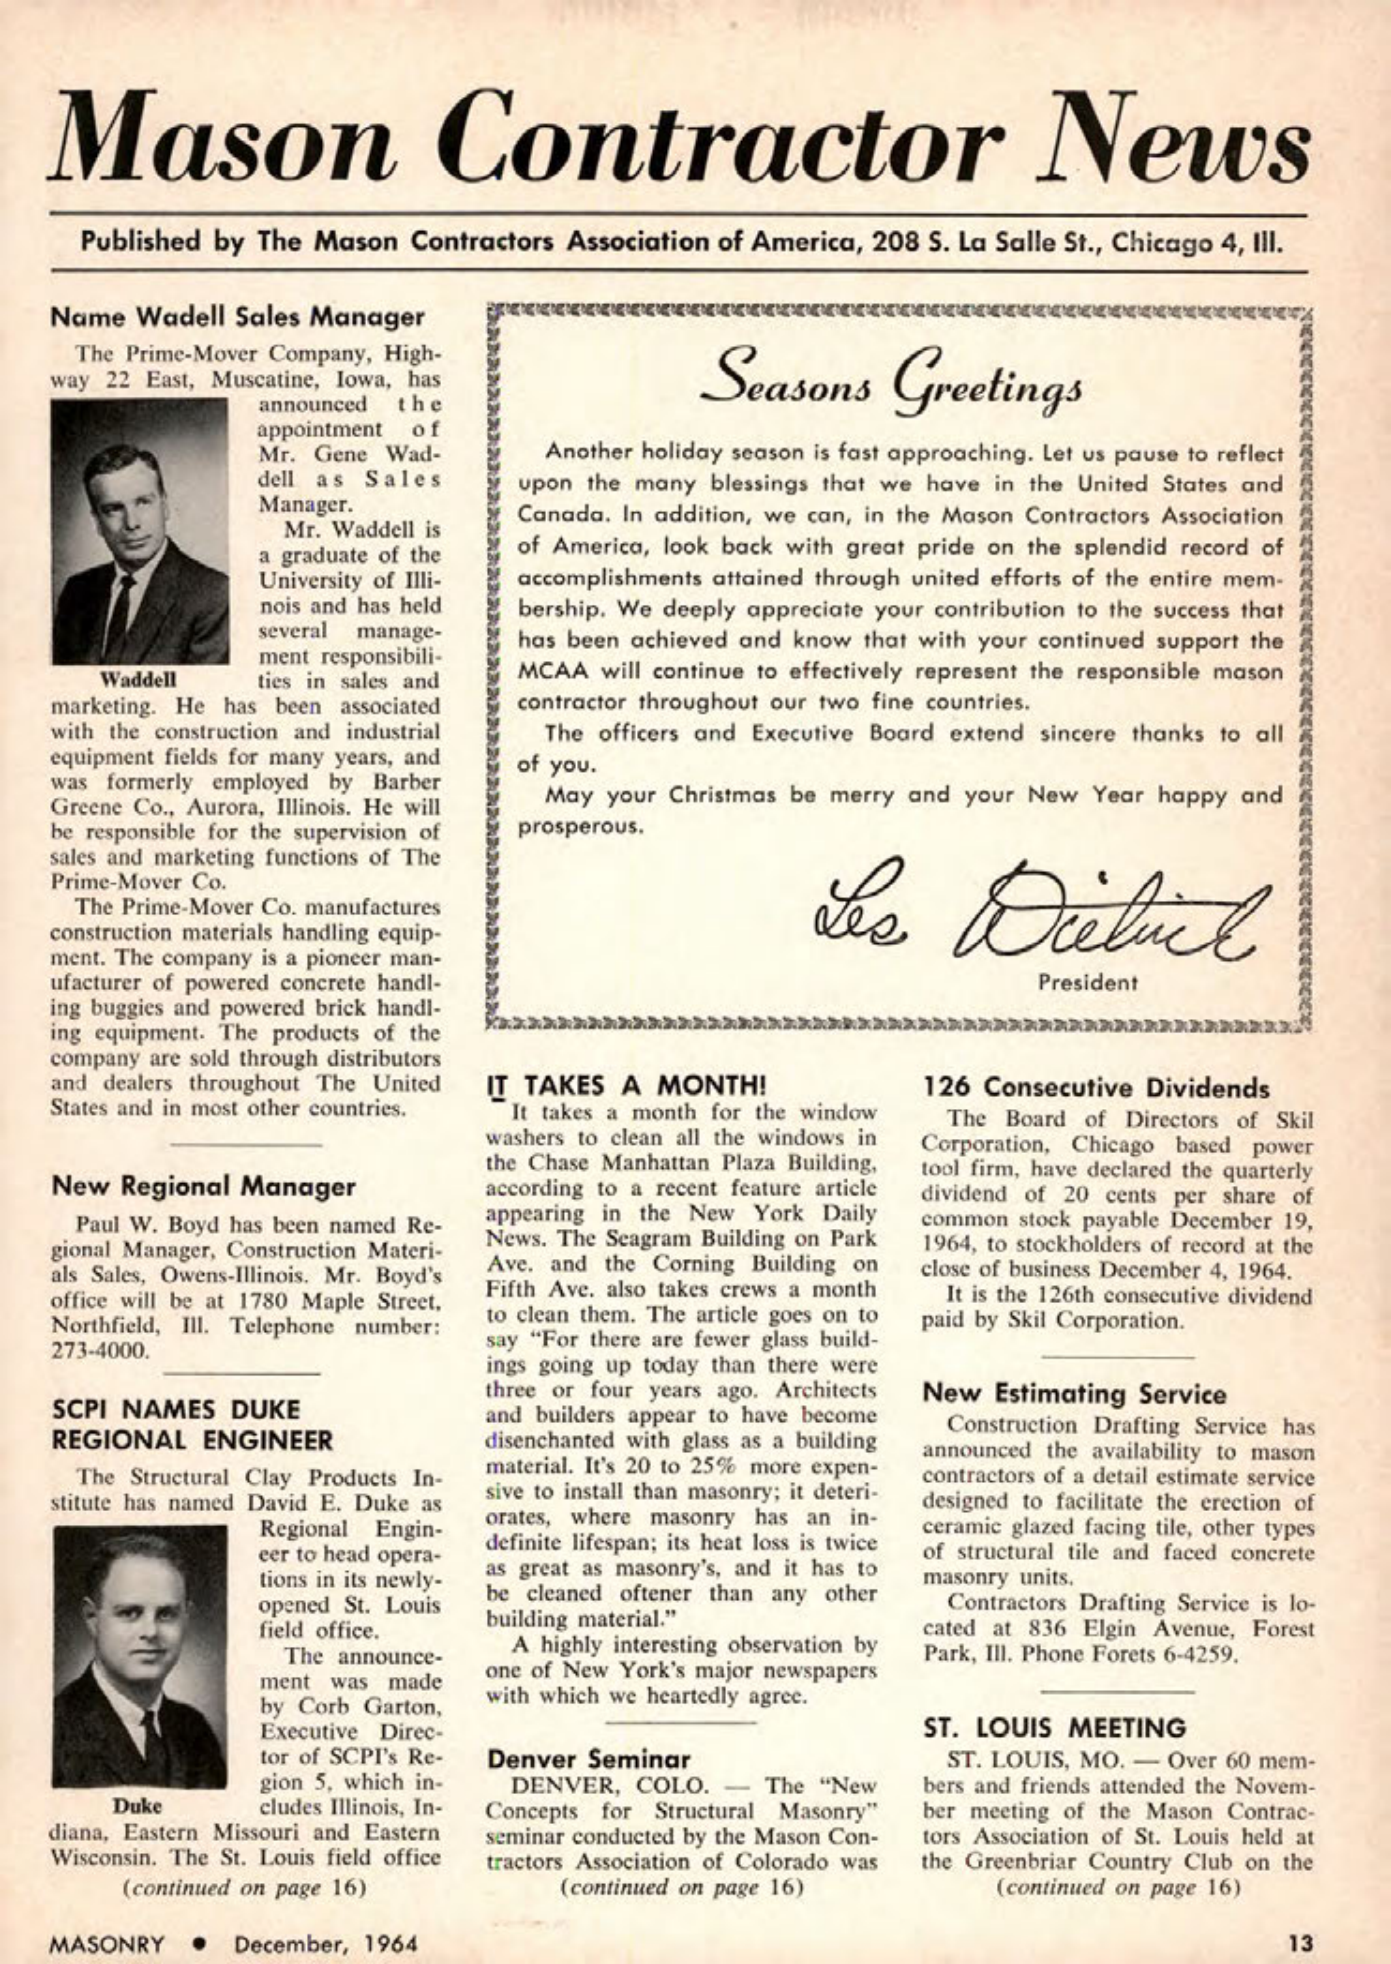 Mason Contractor News
Published by The Mason Contractors Association of America, 208 S. La Salle St., Chicago 4, Ill.
Name Wadell Sales Manager
The Prime-Mover Company, High-
way 22 East, Muscatine, Iowa, has
announced the
appointment of
Mr. Gene Wad-
dell as Sales
Manager.
Mr. Waddell is
a graduate of the
University of Illi-
nois and has held
several manage-
ment responsibili-
ties in sales and
Waddell
marketing. He has been associated
with the construction and industrial
equipment fields for many years, and
was formerly employed by Barber
Greene Co., Aurora, Illinois. He will
be responsible for the supervision of
sales and marketing functions of The
Prime-Mover Co.
The Prime-Mover Co. manufactures
construction materials handling equip-
ment. The company is a pioneer man-
ufacturer of powered concrete handl-
ing buggies and powered brick handl-
ing equipment. The products of the
company are sold through distributors
and dealers throughout The United
States and in most other countries.
New Regional Manager
Paul W. Boyd has been named Re-
gional Manager, Construction Materi-
als Sales, Owens-Illinois. Mr. Boyd's
office will be at 1780 Maple Street,
Northfield, Ill. Telephone number:
273-4000.
SCPI NAMES DUKE
REGIONAL ENGINEER
The Structural Clay Products In-
stitute has named David E. Duke as
Regional Engin-
eer to head opera-
tions in its newly-
opened St. Louis
field office.
The announce-
ment was made
by Corb Garton,
Executive Direc-
tor of SCPI's Re-
gion 5, which in-
cludes Illinois, In-
Duke
diana, Eastern Missouri and Eastern
Wisconsin. The St. Louis field office
(continued on page 16)
Seasons Greetings
Another holiday season is fast approaching. Let us pause to reflect
upon the many blessings that we have in the United States and
Canada. In addition, we can, in the Mason Contractors Association
of America, look back with great pride on the splendid record of
accomplishments attained through united efforts of the entire mem-
bership. We deeply appreciate your contribution to the success that
has been achieved and know that with your continued support the
MCAA will continue to effectively represent the responsible mason
contractor throughout our two fine countries.
The officers and Executive Board extend sincere thanks to all
of you.
May your Christmas be merry and your New Year happy and
prosperous.
Les
President
IT TAKES A MONTH!
It takes a month for the window
washers to clean all the windows in
the Chase Manhattan Plaza Building,
according to a recent feature article
appearing in the New York Daily
News. The Seagram Building on Park
Ave. and the Corning Building on
Fifth Ave. also takes crews a month
to clean them. The article goes on to
say "For there are fewer glass build-
ings going up today than there were
three or four years ago. Architects
and builders appear to have become
disenchanted with glass as a building
material. It's 20 to 25% more expen-
sive to install than masonry; it deteri-
orates, where masonry has an in-
definite lifespan; its heat loss is twice
as great as masonry's, and it has to
be cleaned oftener than any other
building material."
A highly interesting observation by
one of New York's major newspapers
with which we heartedly agree.
Denver Seminar
DENVER, COLO. — The "New
Concepts for Structural Masonry"
seminar conducted by the Mason Con-
tractors Association of Colorado was
(continued on page 16)
126 Consecutive Dividends
The Board of Directors of Skil
Corporation, Chicago based power
tool firm, have declared the quarterly
dividend of 20 cents per share of
common stock payable December 19,
1964, to stockholders of record at the
close of business December 4, 1964.
It is the 126th consecutive dividend
paid by Skil Corporation.
New Estimating Service
Construction Drafting Service has
announced the availability to mason
contractors of a detail estimate service
designed to facilitate the erection of
ceramic glazed facing tile, other types
of structural tile and faced concrete
masonry units.
Contractors Drafting Service is lo-
cated at 836 Elgin Avenue, Forest
Park, Ill. Phone Forets 6-4259.
ST. LOUIS MEETING
ST. LOUIS, MO. — Over 60 mem-
bers and friends attended the Novem-
ber meeting of the Mason Contrac-
tors Association of St. Louis held at
the Greenbriar Country Club on the
(continued on page 16)
MASONRY • December, 1964
13